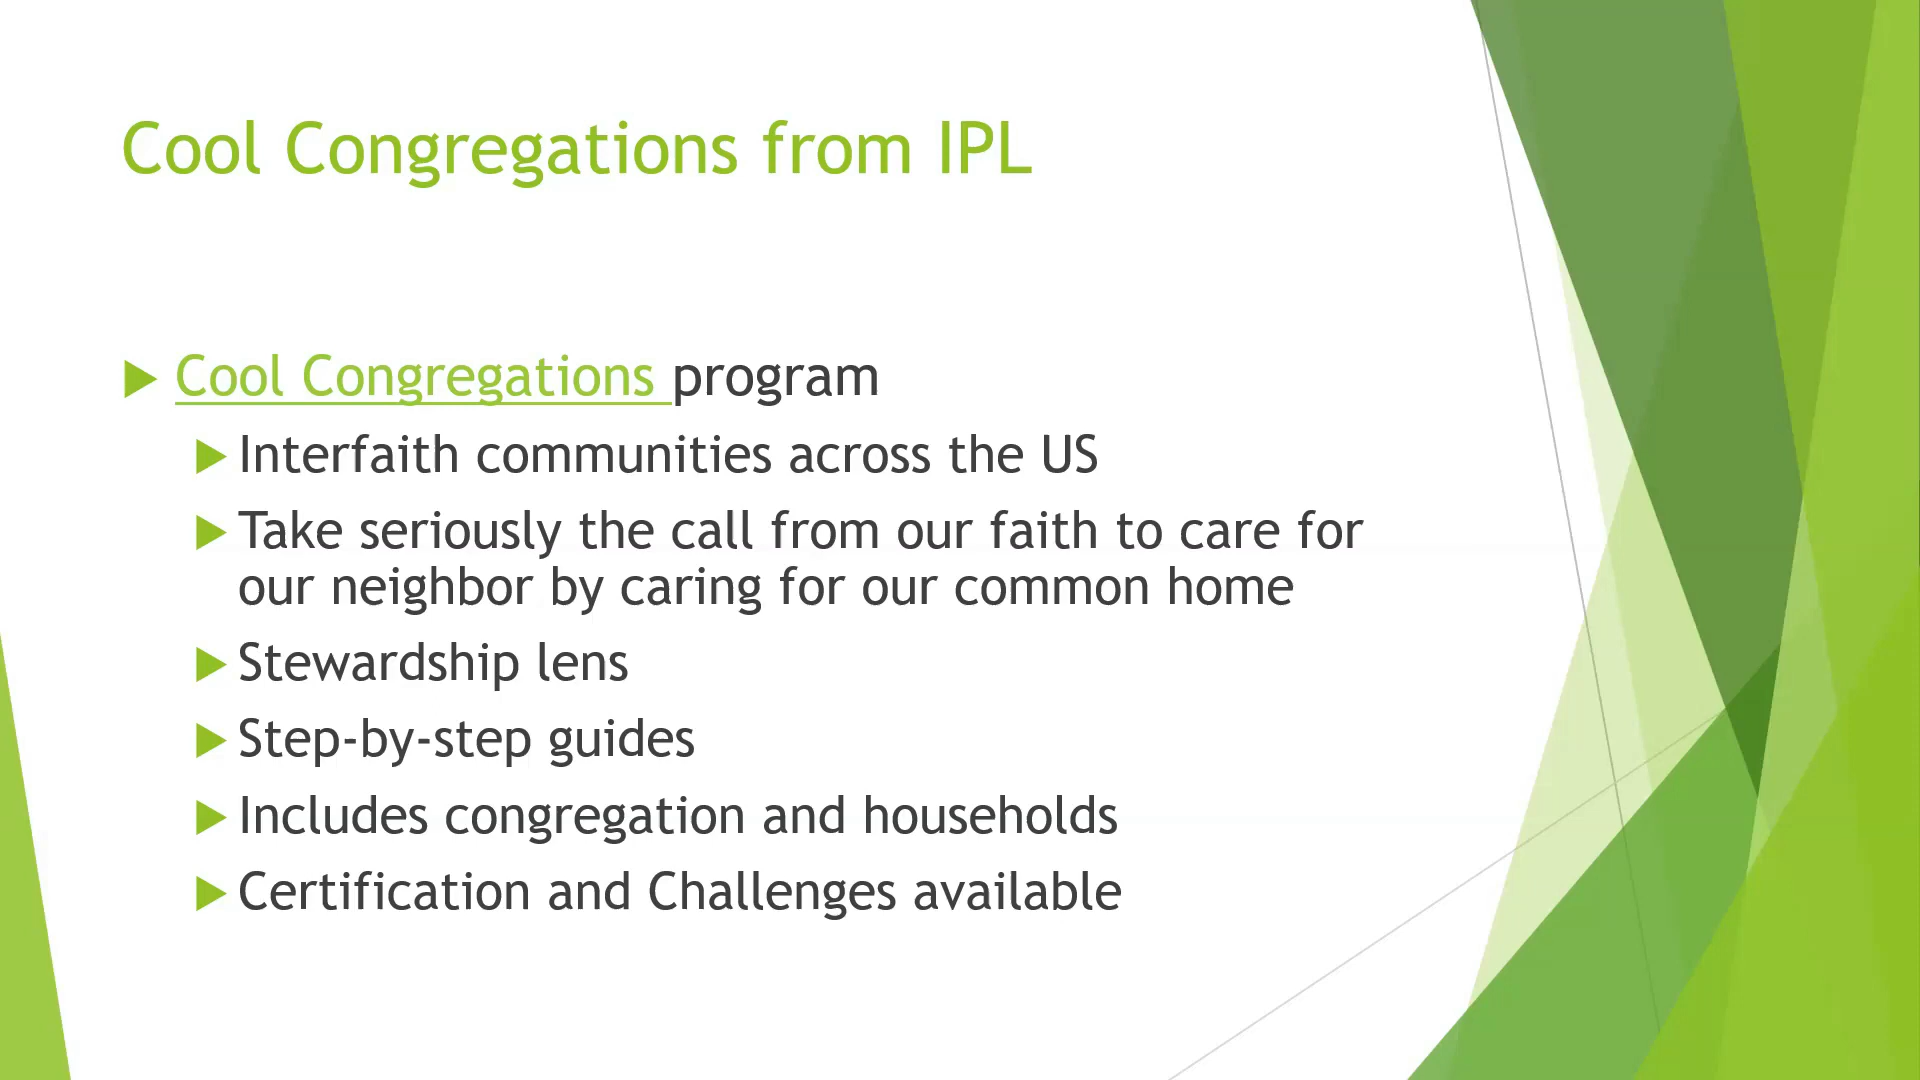 Cool Congregations from IPL
Cool Congregations program
Interfaith communities across the US
Take seriously the call from our faith to care for
our neighbor by caring for our common home
Stewardship lens
Step-by-step guides
Includes congregation and households
Certification and Challenges available